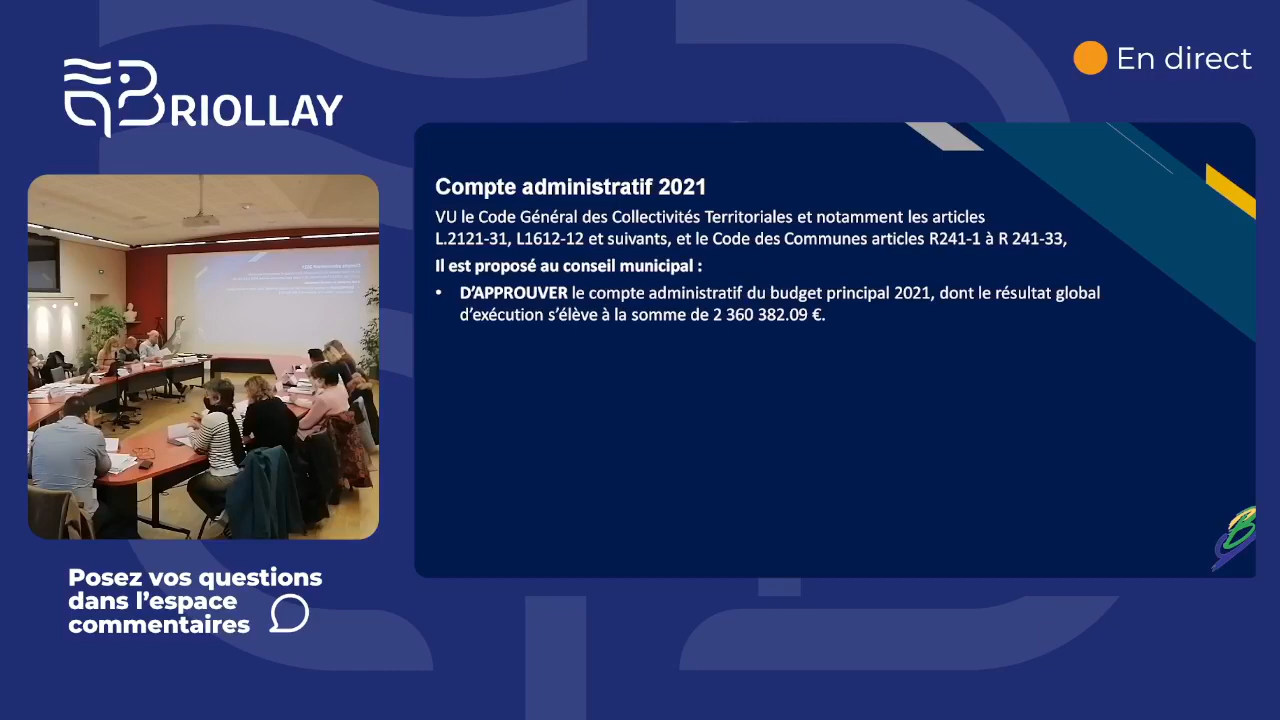 BRIOLLAY
En direct
Compte administratif 2021
VU le Code Général des Collectivités Territoriales et notamment les articles
L.2121-31, L1612-12 et suivants, et le Code des Communes articles R241-1 à R 241-33,
Il est proposé au conseil municipal :
• D’APPROUVER le compte administratif du budget principal 2021, dont le résultat global
d’exécution s’élève à la somme de 2 360 382.09 €.
B
Posez vos questions
dans l’espace
commentaires